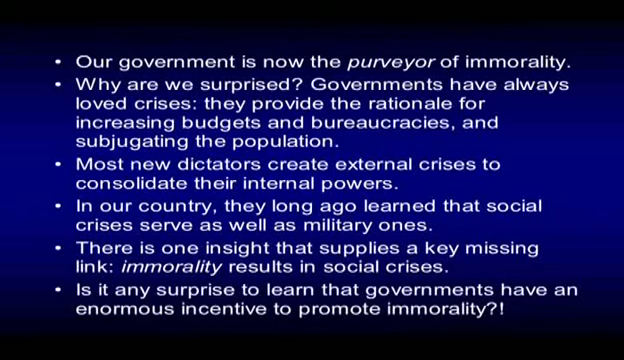 • Our government is now the purveyor of immorality.
• Why are we surprised? Governments have always
loved crises: they provide the rationale for
increasing budgets and bureaucracies, and
subjugating the population.
• Most new dictators create external crises to
consolidate their internal powers.
• In our country, they long ago learned that social
crises serve as well as military ones.
• There is one insight that supplies a key missing
link: immorality results in social crises.
• Is it any surprise to learn that governments have an
enormous incentive to promote immorality?!